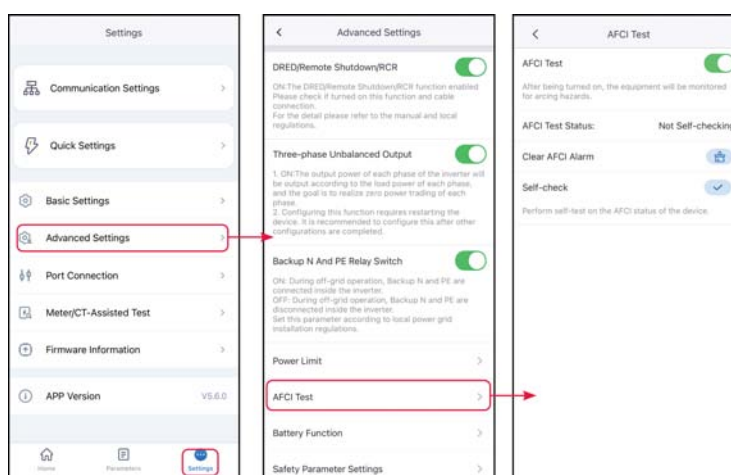 Settings
Communication Settings
Quick Settings
Basic Settings
Advanced Settings
Port Connection
Meter/CT-Assisted Test
Firmware Information
APP Version V5.6.0
Home Parameters Settings
Advanced Settings
DRED/Remote Shutdown/RCR
ON:The DRED/Remote Shutdown/RCR function enabled
Please check if turned on this function and cable
connection.
For the detail please refer to the manual and local
regulations.
Three-phase Unbalanced Output
1. ON:The output power of each phase of the inverter will
be output according to the load power of each phase,
and the goal is to realize zero power trading of each
phase.
2. Configuring this function requires restarting the
device. It is recommended to configure this after other
configurations are completed.
Backup N And PE Relay Switch
ON: During off-grid operation, Backup N and PE are
connected inside the inverter.
OFF: During off-grid operation, Backup N and PE are
disconnected inside the inverter.
Set this parameter according to local power grid
installation regulations.
Power Limit
AFCI Test
Battery Function
Safety Parameter Settings
AFCI Test
AFCI Test
After being turned on, the equipment will be monitored
for arcing hazards.
AFCI Test Status: Not Self-checking
Clear AFCI Alarm
Self-check
Perform self-test on the AFCI status of the device.